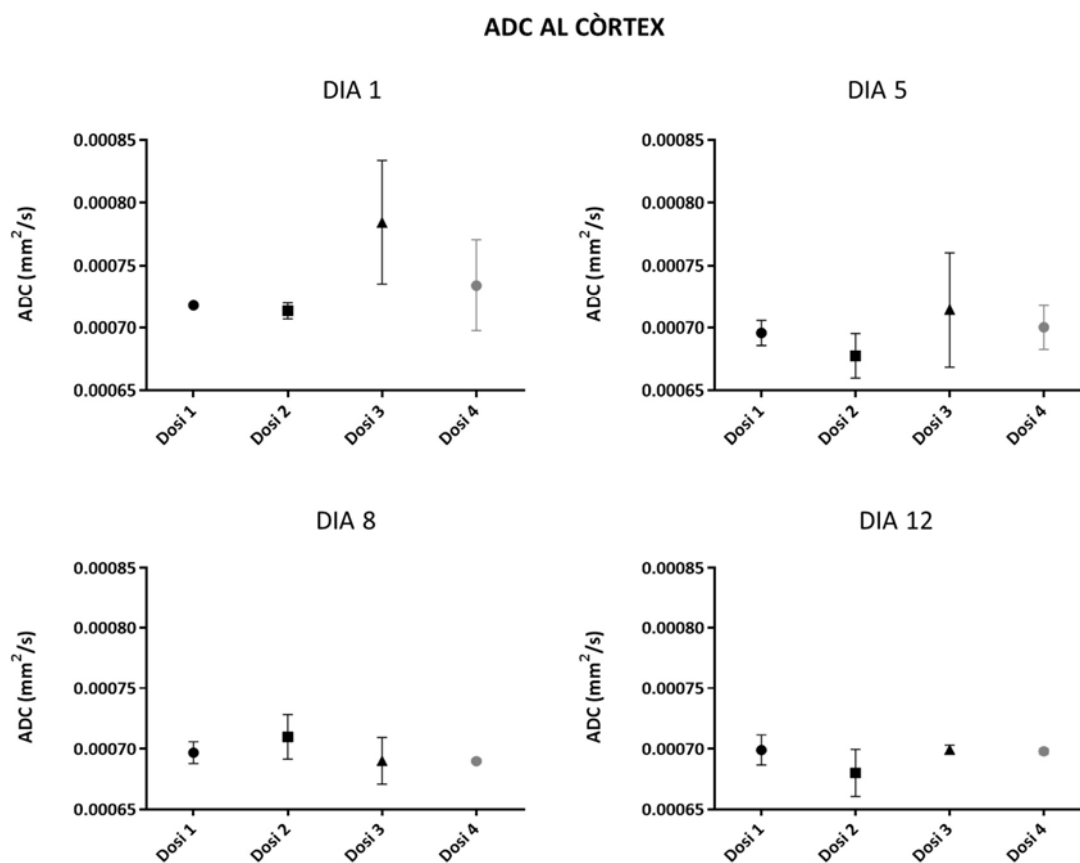 ADC AL CÒRTEX
DIA 1
ADC (mm²/s)
0.00085
0.00080
0.00075
0.00070
0.00065
Dosi 1
Dosi 2
Dosi 3
Dosi 4
DIA 5
ADC (mm²/s)
0.00085
0.00080
0.00075
0.00070
0.00065
Dosi 1
Dosi 2
Dosi 3
Dosi 4
DIA 8
ADC (mm²/s)
0.00085
0.00080
0.00075
0.00070
0.00065
Dosi 1
Dosi 2
Dosi 3
Dosi 4
DIA 12
ADC (mm²/s)
0.00085
0.00080
0.00075
0.00070
0.00065
Dosi 1
Dosi 2
Dosi 3
Dosi 4